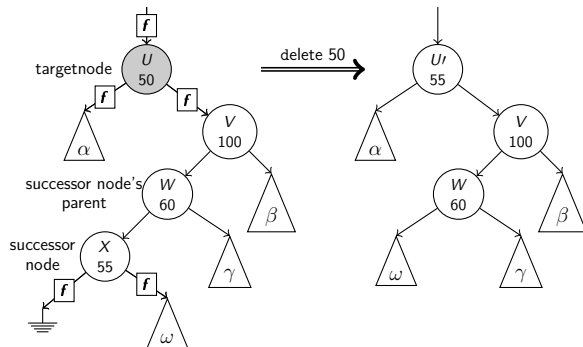 f
targetnode
U
50
f
f
α
V
100
successor node's
parent
W
60
β
successor
node
X
55
γ
f
f
ω
delete 50
U′
55
α
V
100
W
60
β
ω
γ